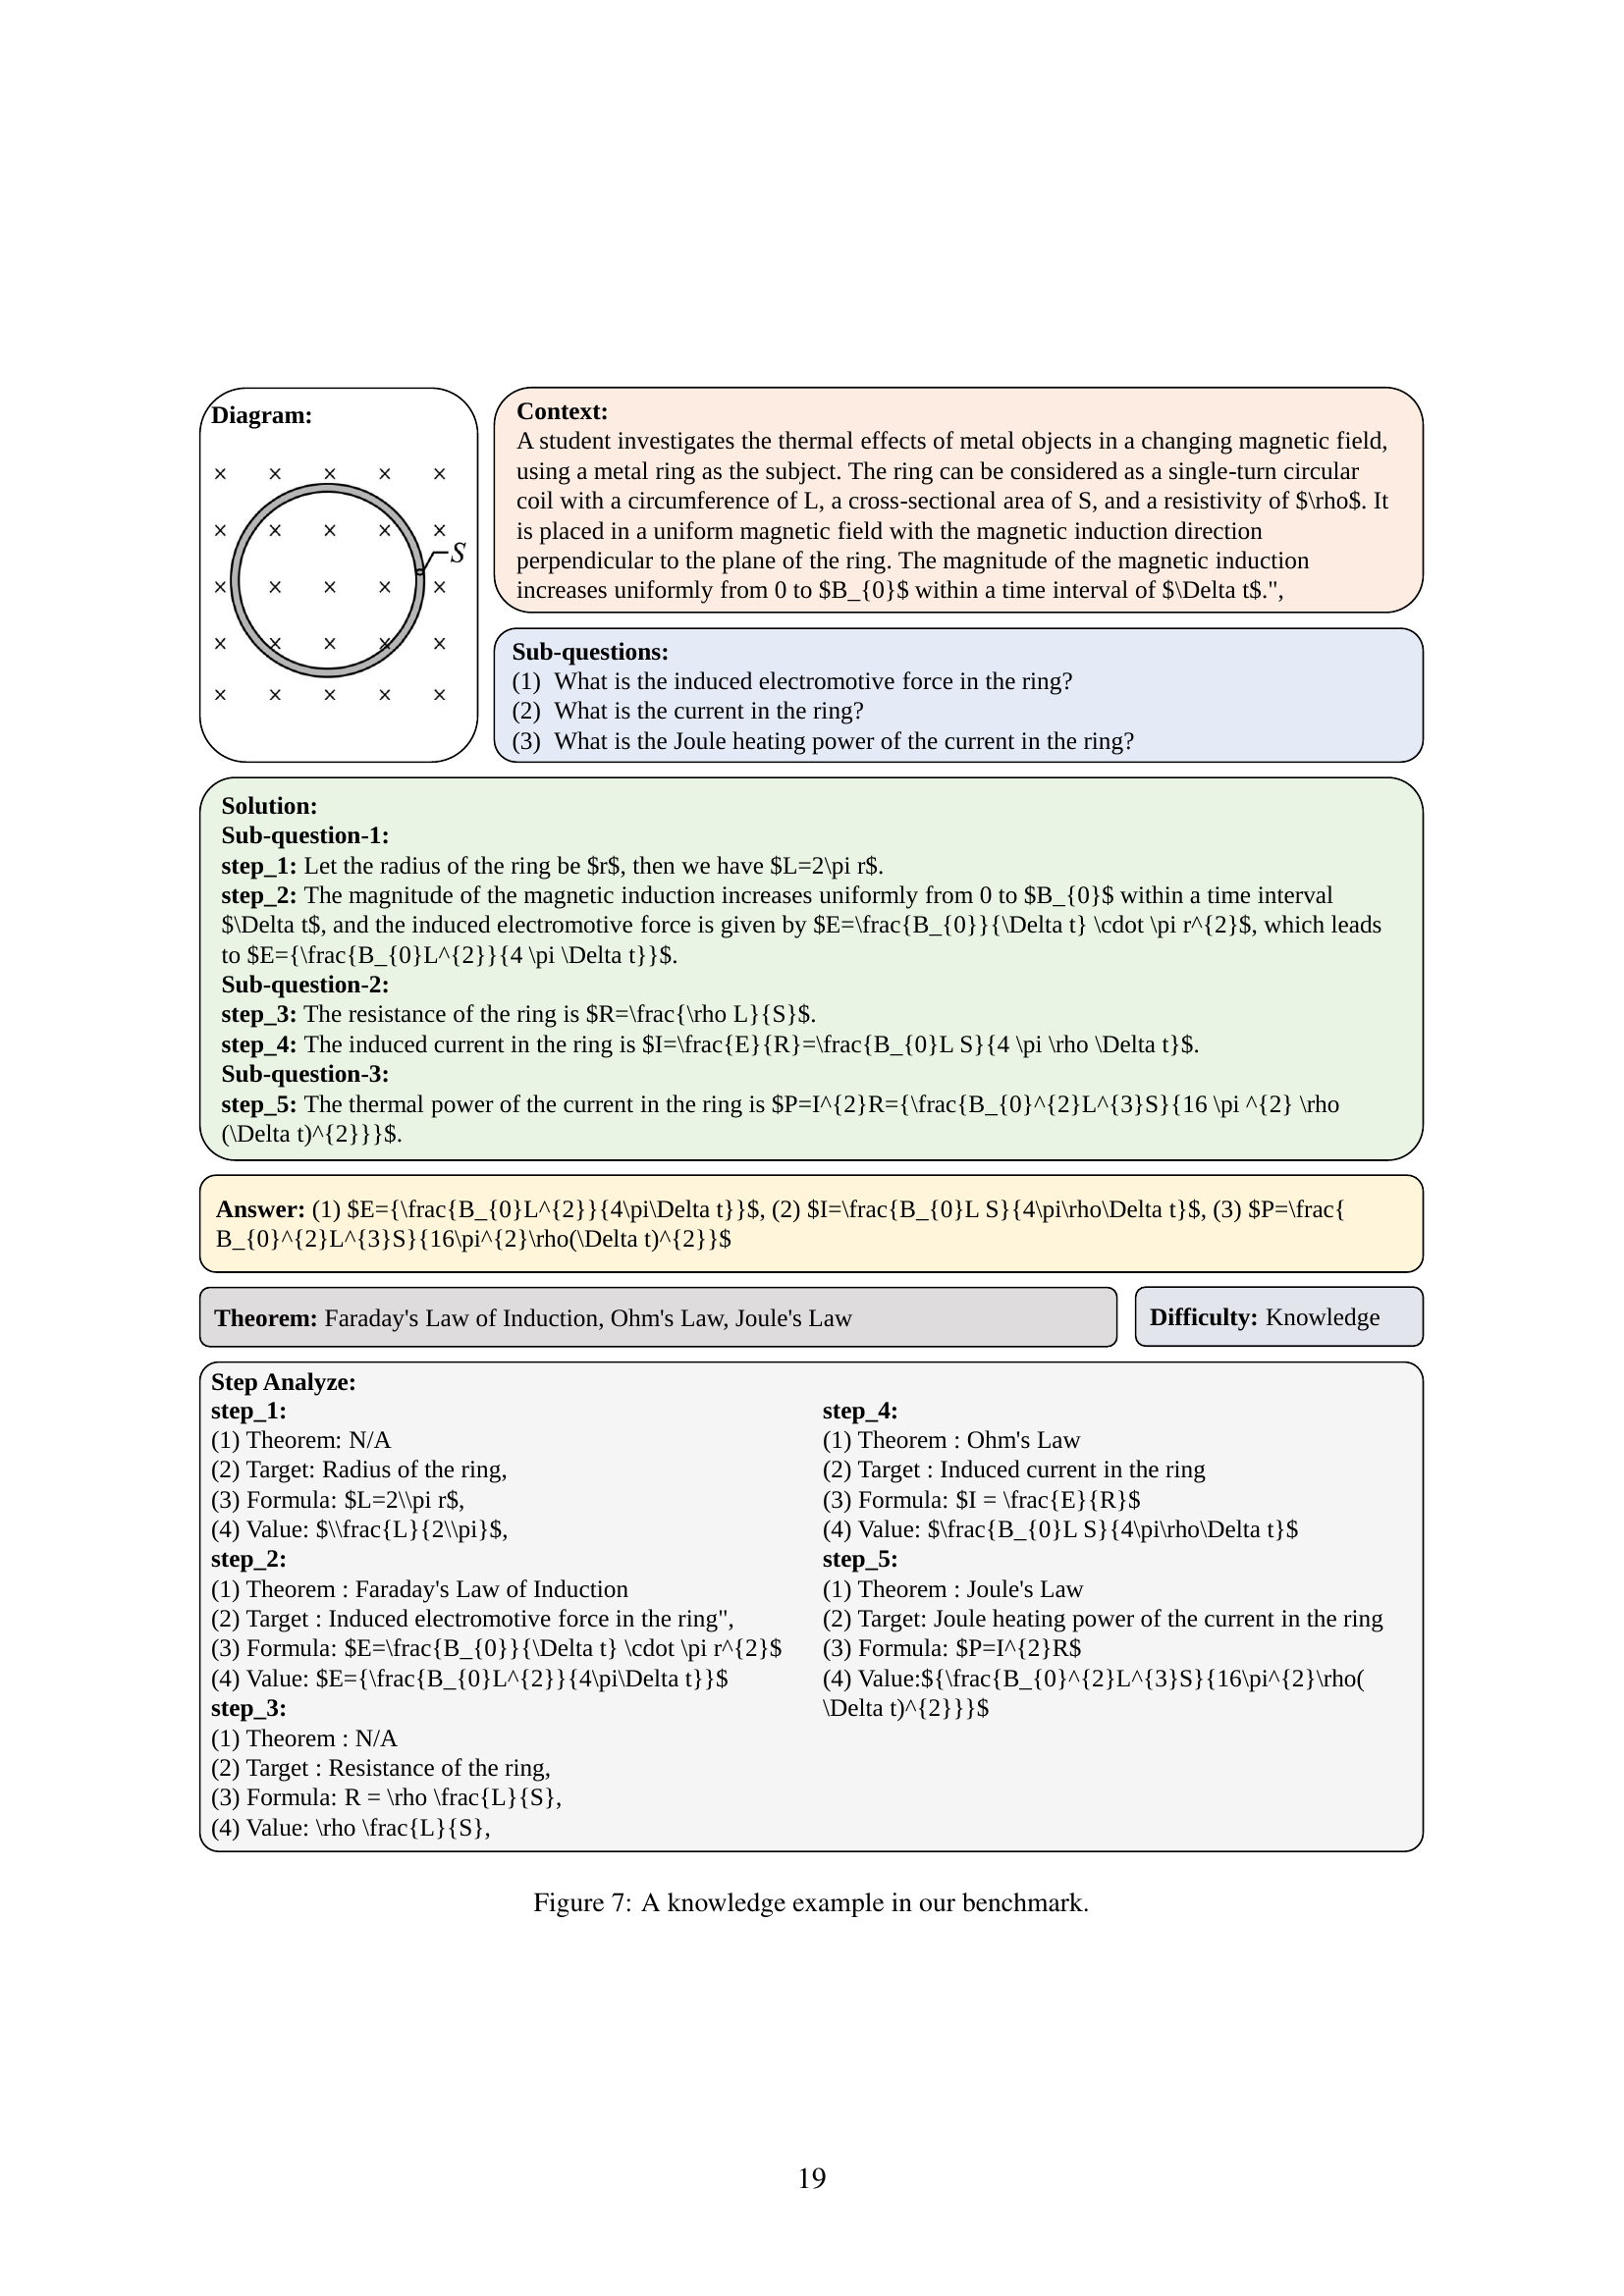 Diagram:
× × × × ×
× × × × ×
S
× × × × ×
× × × × ×
× × × × ×
Context:
A student investigates the thermal effects of metal objects in a changing magnetic field,
using a metal ring as the subject. The ring can be considered as a single-turn circular
coil with a circumference of L, a cross-sectional area of S, and a resistivity of $\rho$. It
is placed in a uniform magnetic field with the magnetic induction direction
perpendicular to the plane of the ring. The magnitude of the magnetic induction
increases uniformly from 0 to $B_{0}$ within a time interval of $\Delta t$.",
Sub-questions:
(1) What is the induced electromotive force in the ring?
(2) What is the current in the ring?
(3) What is the Joule heating power of the current in the ring?
Solution:
Sub-question-1:
step_1: Let the radius of the ring be $r$, then we have $L=2\pi r$.
step_2: The magnitude of the magnetic induction increases uniformly from 0 to $B_{0}$ within a time interval
$\Delta t$, and the induced electromotive force is given by $E=\frac{B_{0}}{\Delta t} \cdot \pi r^{2}$, which leads
to $E={\frac{B_{0}L^{2}}{4 \pi \Delta t}}$.
Sub-question-2:
step_3: The resistance of the ring is $R=\frac{\rho L}{S}$.
step_4: The induced current in the ring is $I=\frac{E}{R}=\frac{B_{0}L S}{4 \pi \rho \Delta t}$.
Sub-question-3:
step_5: The thermal power of the current in the ring is $P=I^{2}R={\frac{B_{0}^{2}L^{3}S}{16 \pi ^{2} \rho
(\Delta t)^{2}}}$.
Answer: (1) $E={\frac{B_{0}L^{2}}{4\pi\Delta t}}$, (2) $I=\frac{B_{0}L S}{4\pi\rho\Delta t}$, (3) $P=\frac{
B_{0}^{2}L^{3}S}{16\pi^{2}\rho(\Delta t)^{2}}$
Theorem: Faraday's Law of Induction, Ohm's Law, Joule's Law
Difficulty: Knowledge
Step Analyze:
step_1:
(1) Theorem: N/A
(2) Target: Radius of the ring,
(3) Formula: $L=2\\pi r$,
(4) Value: $\\frac{L}{2\\pi}$,
step_2:
(1) Theorem : Faraday's Law of Induction
(2) Target : Induced electromotive force in the ring",
(3) Formula: $E=\frac{B_{0}}{\Delta t} \cdot \pi r^{2}$
(4) Value: $E={\frac{B_{0}L^{2}}{4\pi\Delta t}}$
step_3:
(1) Theorem : N/A
(2) Target : Resistance of the ring,
(3) Formula: R = \rho \frac{L}{S},
(4) Value: \rho \frac{L}{S},
step_4:
(1) Theorem : Ohm's Law
(2) Target : Induced current in the ring
(3) Formula: $I = \frac{E}{R}$
(4) Value: $\frac{B_{0}L S}{4\pi\rho\Delta t}$
step_5:
(1) Theorem : Joule's Law
(2) Target: Joule heating power of the current in the ring
(3) Formula: $P=I^{2}R$
(4) Value:${\frac{B_{0}^{2}L^{3}S}{16\pi^{2}\rho(
\Delta t)^{2}}}$
Figure 7: A knowledge example in our benchmark.
19